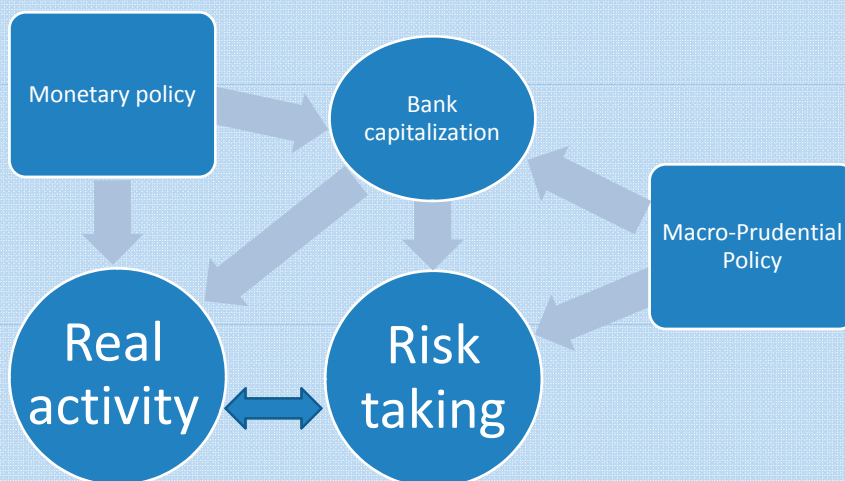 Monetary policy
Bank
capitalization
Macro-Prudential
Policy
Real
activity
Risk
taking